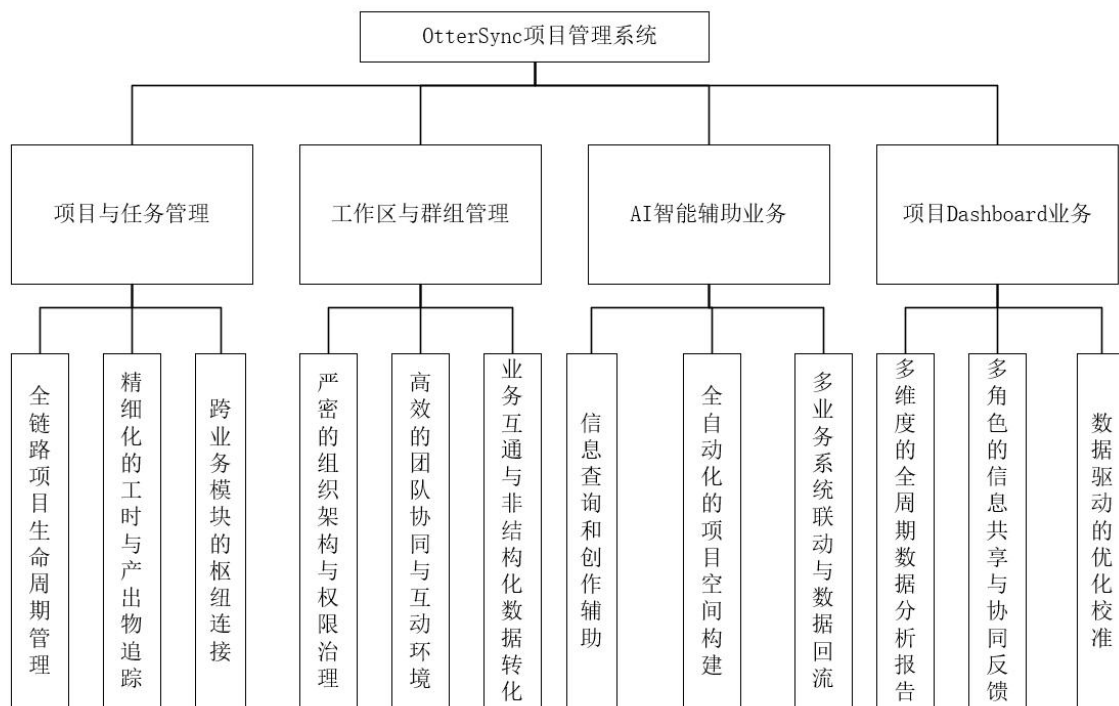 OtterSync项目管理系统
项目与任务管理
工作区与群组管理
AI智能辅助业务
项目Dashboard业务
全链路项目生命周期管理
精细化的工时与产出物追踪
跨业务模块的枢纽连接
严密的组织架构与权限治理
高效的团队协同与互动环境
业务互通与非结构化数据转化
信息查询和创作辅助
全自动化的项目空间构建
多业务系统联动与数据回流
多维度的全周期数据分析报告
多角色的信息共享与协同反馈
数据驱动的优化校准